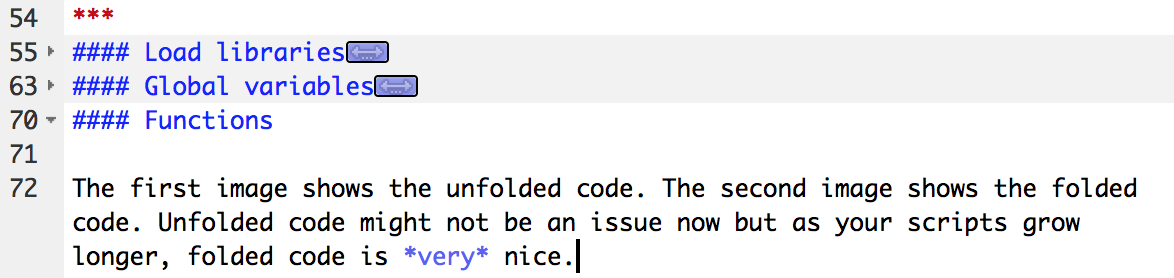 54 ***
55 #### Load libraries
63 #### Global variables
70 #### Functions
71
72 The first image shows the unfolded code. The second image shows the folded
code. Unfolded code might not be an issue now but as your scripts grow
longer, folded code is *very* nice.